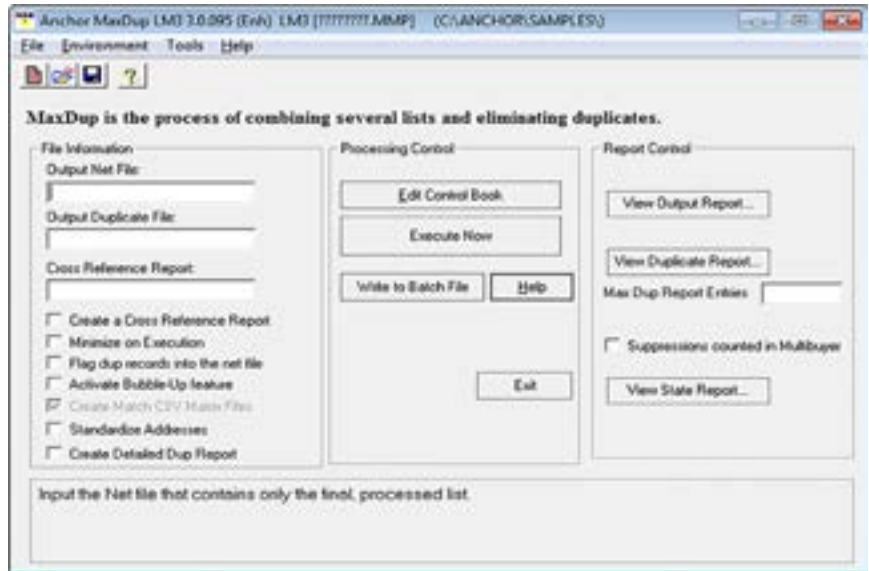 Anchor MaxDup LM3 3.0.095 (Enh) LM3 [????????.MMP] (C:\ANCHOR\SAMPLES\)
File Environment Tools Help
MaxDup is the process of combining several lists and eliminating duplicates.
File Information
Output Net File:
Output Duplicate File:
Cross Reference Report:
Create a Cross Reference Report
Minimize on Execution
Flag dup records into the net file
Activate Bubble-Up feature
Create Match CSV Matrix Files
Standardize Addresses
Create Detailed Dup Report
Processing Control
Edit Control Book
Execute Now
Write to Batch File
Help
Exit
Report Control
View Output Report...
View Duplicate Report...
Max Dup Report Entries
Suppressions counted in Multibuyer
View State Report...
Input the Net file that contains only the final, processed list.